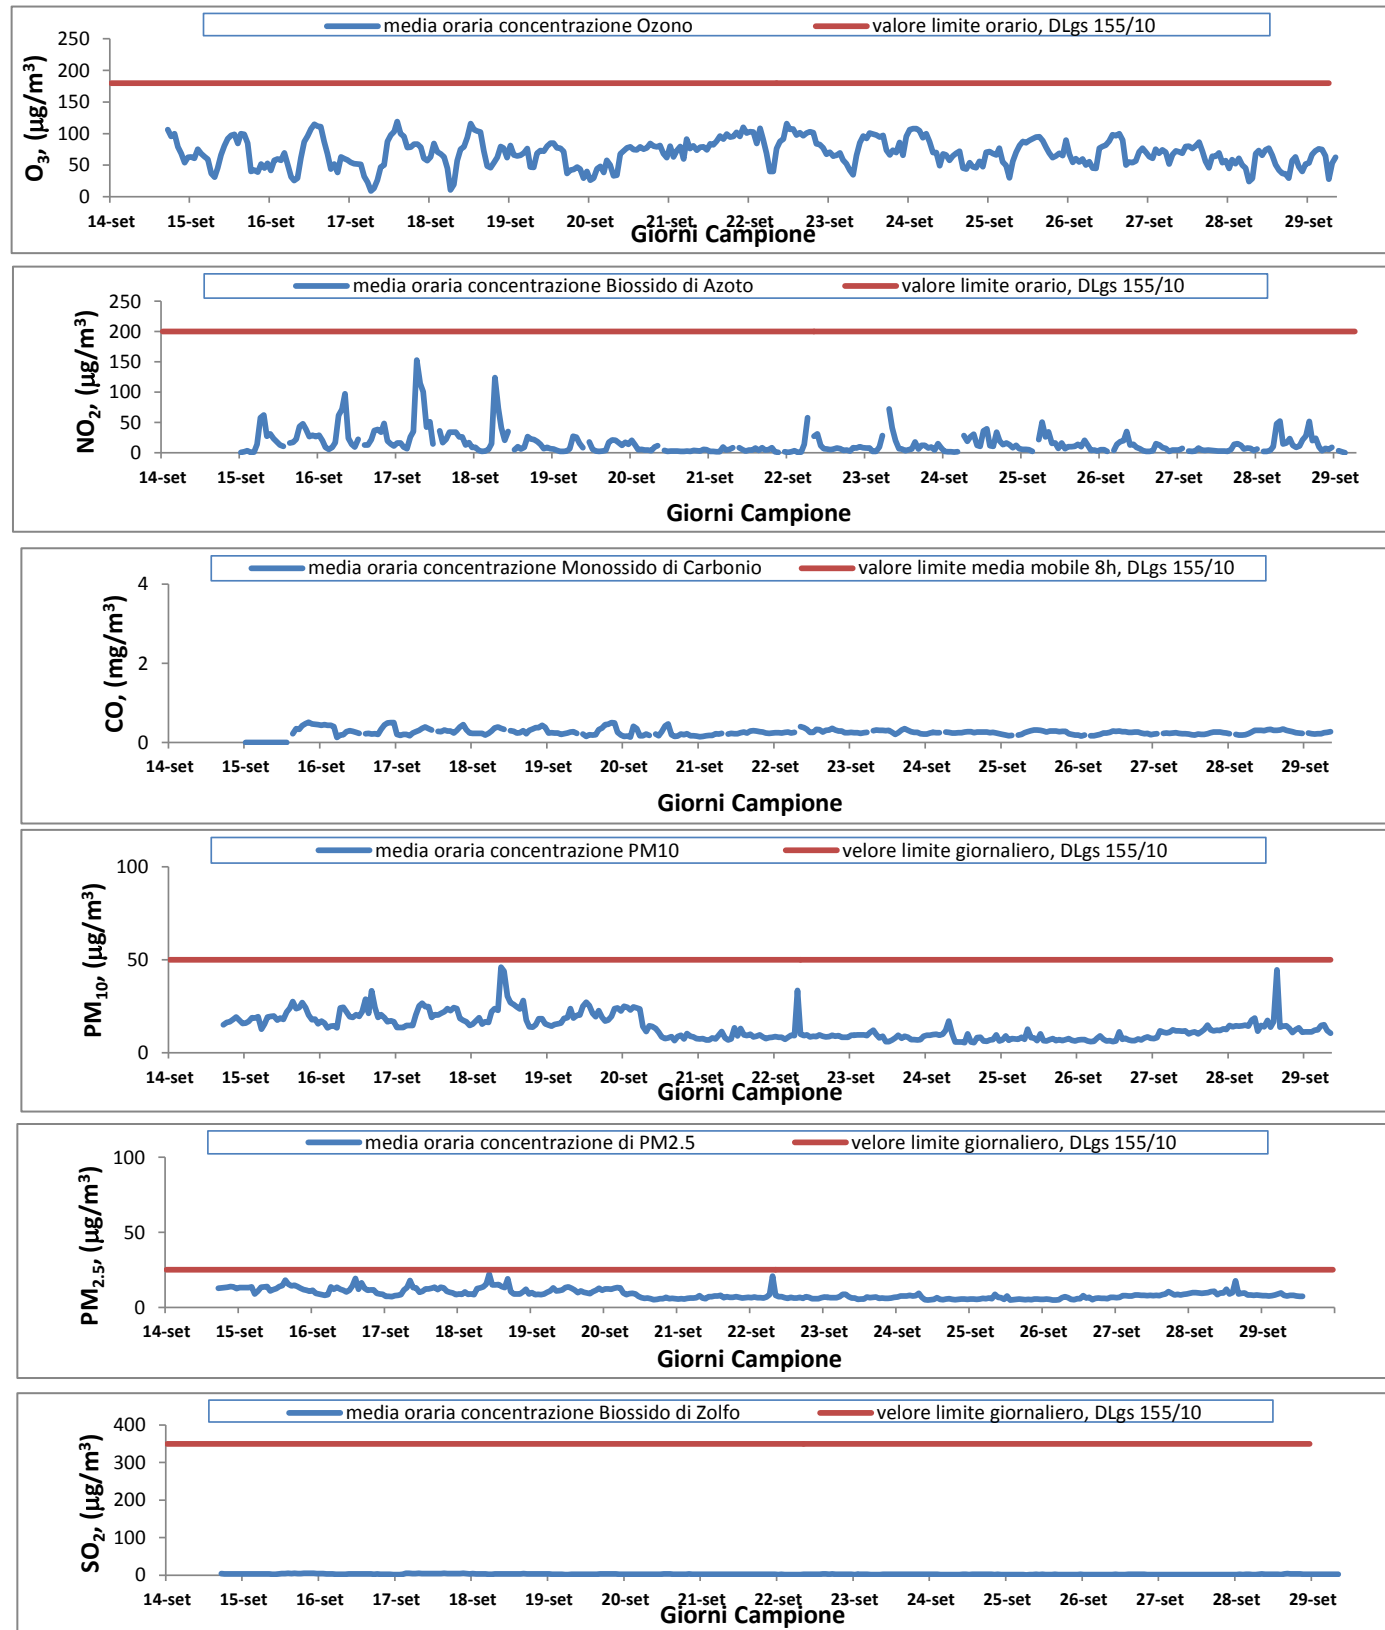 media oraria concentrazione Ozono valore limite orario, DLgs 155/10
250
200
150
100
50
0
O3, (µg/m³)
14-set 15-set 16-set 17-set 18-set 19-set 20-set 21-set 22-set 23-set 24-set 25-set 26-set 27-set 28-set 29-set
Giorni Campione
media oraria concentrazione Biossido di Azoto valore limite orario, DLgs 155/10
250
200
150
100
50
0
NO2, (µg/m³)
14-set 15-set 16-set 17-set 18-set 19-set 20-set 21-set 22-set 23-set 24-set 25-set 26-set 27-set 28-set 29-set
Giorni Campione
media oraria concentrazione Monossido di Carbonio valore limite media mobile 8h, DLgs 155/10
4
2
0
CO, (mg/m³)
14-set 15-set 16-set 17-set 18-set 19-set 20-set 21-set 22-set 23-set 24-set 25-set 26-set 27-set 28-set 29-set
Giorni Campione
media oraria concentrazione PM10 velore limite giornaliero, DLgs 155/10
100
50
0
PM10, (µg/m³)
14-set 15-set 16-set 17-set 18-set 19-set 20-set 21-set 22-set 23-set 24-set 25-set 26-set 27-set 28-set 29-set
Giorni Campione
media oraria concentrazione di PM2.5 velore limite giornaliero, DLgs 155/10
100
50
0
PM2.5, (µg/m³)
14-set 15-set 16-set 17-set 18-set 19-set 20-set 21-set 22-set 23-set 24-set 25-set 26-set 27-set 28-set 29-set
Giorni Campione
media oraria concentrazione Biossido di Zolfo velore limite giornaliero, DLgs 155/10
400
300
200
100
0
SO2, (µg/m³)
14-set 15-set 16-set 17-set 18-set 19-set 20-set 21-set 22-set 23-set 24-set 25-set 26-set 27-set 28-set 29-set
Giorni Campione